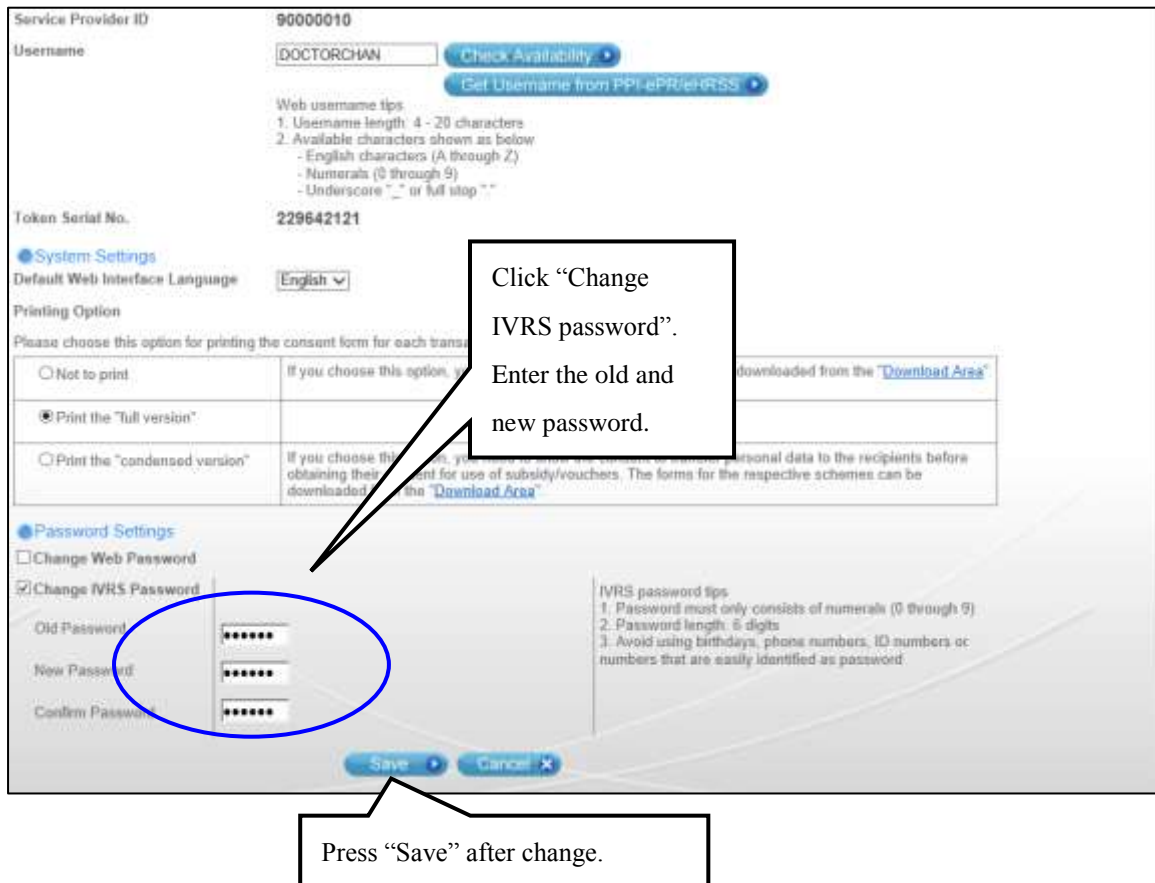 Service Provider ID 90000010
Username DOCTORCHAN Check Availability
Get Username from PPI-ePR/eHRSS
Web username tips
1. Username length: 4 - 20 characters
2. Available characters shown as below
- English characters (A through Z)
- Numerals (0 through 9)
- Underscore "_" or full stop "."
Token Serial No. 229642121
System Settings
Default Web Interface Language English
Printing Option
Please choose this option for printing the consent form for each
Click “Change
IVRS password”.
Enter the old and
new password.
Not to print If you choose this option, downloaded from the "Download Area"
Print the "full version"
Print the "condensed version" If you choose this personal data to the recipients before
obtaining their for use of subsidy/vouchers. The forms for the respective schemes can be
downloaded the "Download Area"
Password Settings
Change Web Password
Change IVRS Password
IVRS password tips
1. Password must only consists of numerals (0 through 9)
2. Password length: 6 digits
3. Avoid using birthdays, phone numbers, ID numbers or
numbers that are easily identified as password
Old Password ••••••
New Password ••••••
Confirm Password ••••••
Save Cancel
Press “Save” after change.